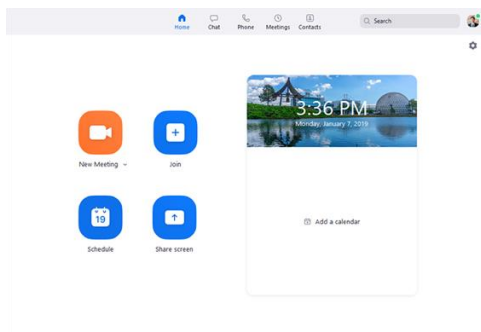 Home Chat Phone Meetings Contacts Search
3:36 PM
Monday, January 7, 2019
New Meeting
Join
19
Schedule
Share screen
Add a calendar